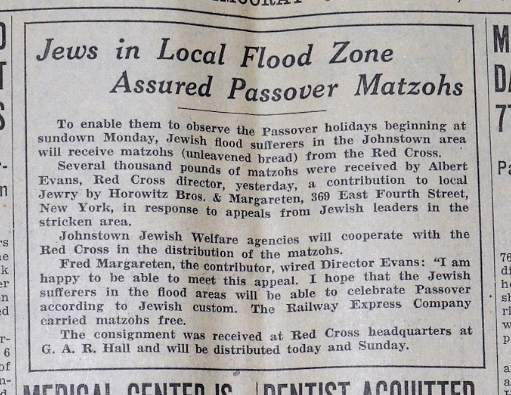 Jews in Local Flood Zone
Assured Passover Matzohs
To enable them to observe the Passover holidays beginning at
sundown Monday, Jewish flood sufferers in the Johnstown area
will receive matzohs (unleavened bread) from the Red Cross.
Several thousand pounds of matzohs were received by Albert
Evans, Red Cross director, yesterday, a contribution to local
Jewry by Horowitz Bros. & Margareten, 369 East Fourth Street,
New York, in response to appeals from Jewish leaders in the
stricken area.
Johnstown Jewish Welfare agencies will cooperate with the
Red Cross in the distribution of the matzohs.
Fred Margareten, the contributor, wired Director Evans: "I am
happy to be able to meet this appeal. I hope that the Jewish
sufferers in the flood areas will be able to celebrate Passover
according to Jewish custom. The Railway Express Company
carried matzohs free.
The consignment was received at Red Cross headquarters at
G. A. R. Hall and will be distributed today and Sunday.
MEDICAL CENTER IS
DENTIST ACQUITTED